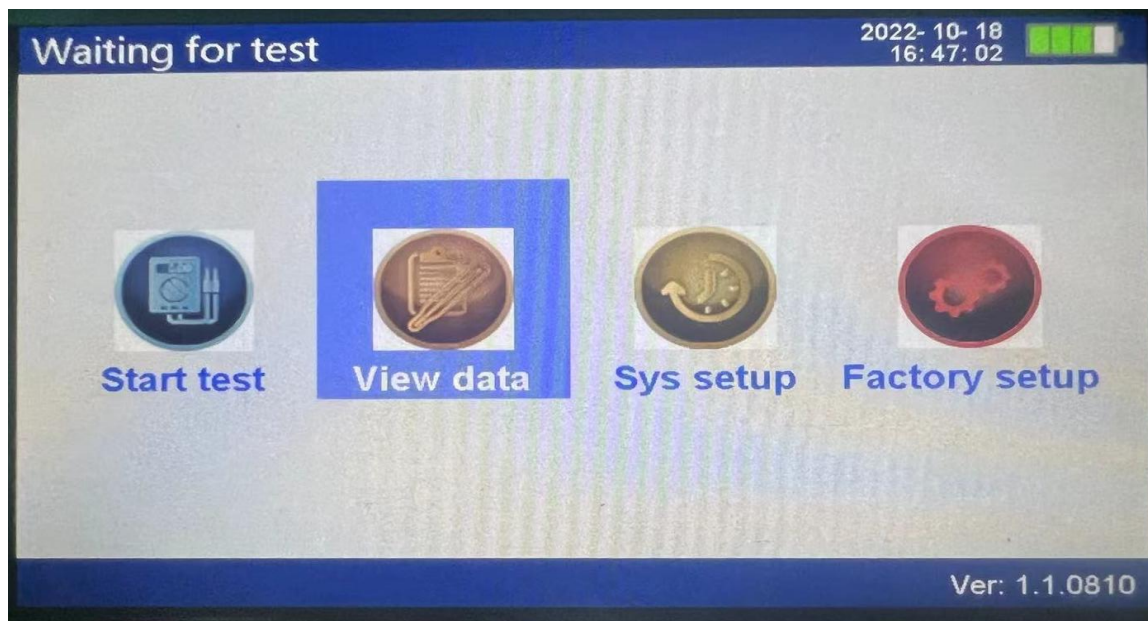 Waiting for test
2022- 10- 18
16: 47: 02
Start test
View data
Sys setup
Factory setup
Ver: 1.1.0810